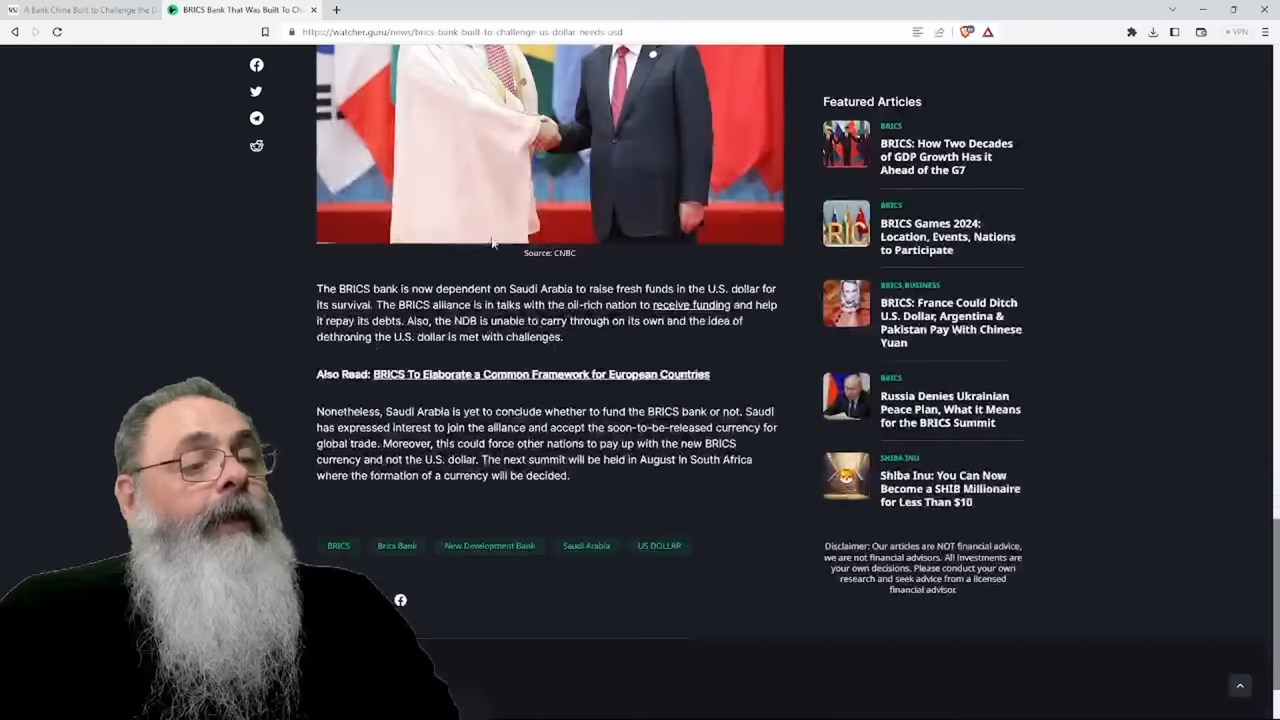 A Bank China Built to Challenge the D
BRICS Bank That Was Built To Cha
https://watcher.guru/news/brics-bank-built-to-challenge-us-dollar-needs-usd
VPN
Source: CNBC
The BRICS bank is now dependent on Saudi Arabia to raise fresh funds in the U.S. dollar for
its survival. The BRICS alliance is in talks with the oil-rich nation to receive funding and help
it repay its debts. Also, the NDB is unable to carry through on its own and the idea of
dethroning the U.S. dollar is met with challenges.
Also Read: BRICS To Elaborate a Common Framework for European Countries
Nonetheless, Saudi Arabia is yet to conclude whether to fund the BRICS bank or not. Saudi
has expressed interest to join the alliance and accept the soon-to-be-released currency for
global trade. Moreover, this could force other nations to pay up with the new BRICS
currency and not the U.S. dollar. The next summit will be held in August in South Africa
where the formation of a currency will be decided.
BRICS
Brics Bank
New Development Bank
Saudi Arabia
US DOLLAR
Featured Articles
BRICS
BRICS: How Two Decades
of GDP Growth Has it
Ahead of the G7
BRICS
BRICS Games 2024:
Location, Events, Nations
to Participate
BRICS,BUSINESS
BRICS: France Could Ditch
U.S. Dollar, Argentina &
Pakistan Pay With Chinese
Yuan
BRICS
Russia Denies Ukrainian
Peace Plan, What it Means
for the BRICS Summit
SHIBA INU
Shiba Inu: You Can Now
Become a SHIB Millionaire
for Less Than $10
Disclaimer: Our articles are NOT financial advice,
we are not financial advisors. All Investments are
your own decisions. Please conduct your own
research and seek advice from a licensed
financial advisor.